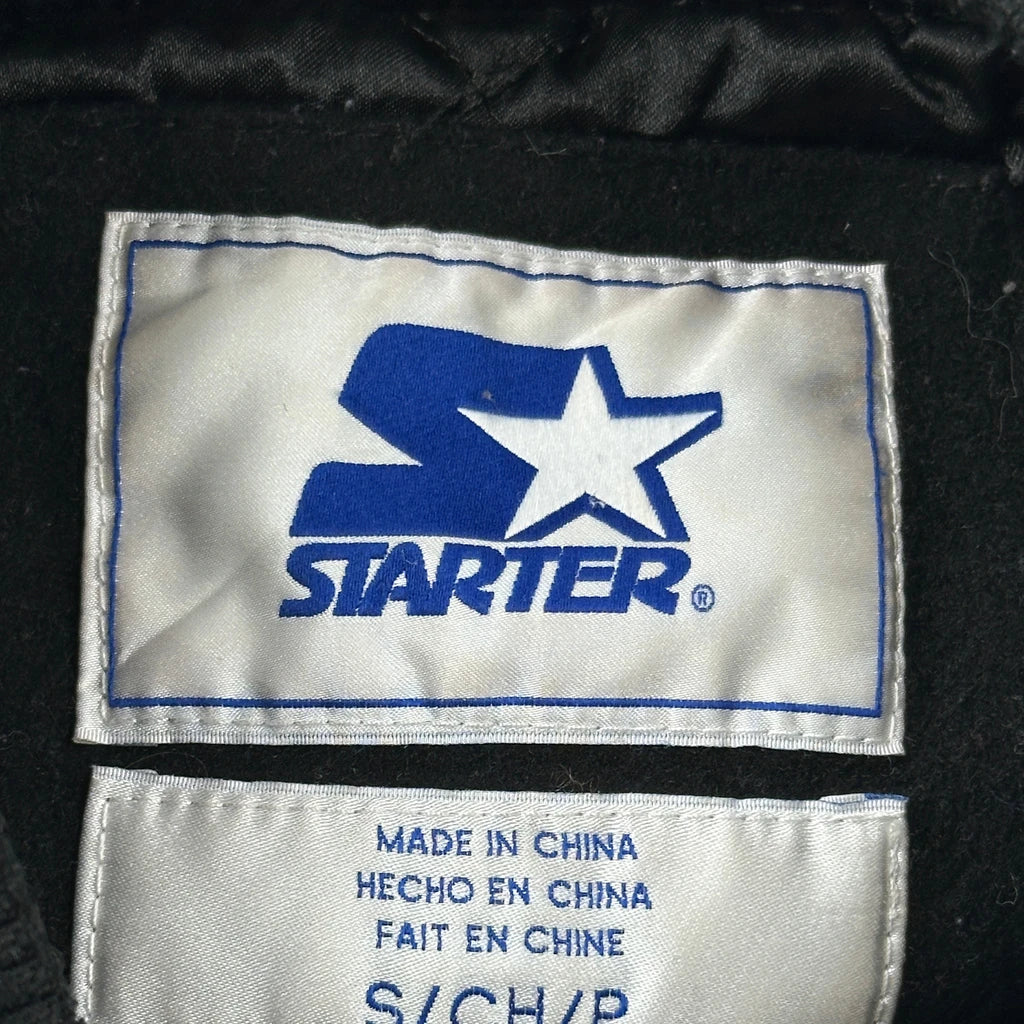 STARTER®
MADE IN CHINA
HECHO EN CHINA
FAIT EN CHINE
S/CH/P